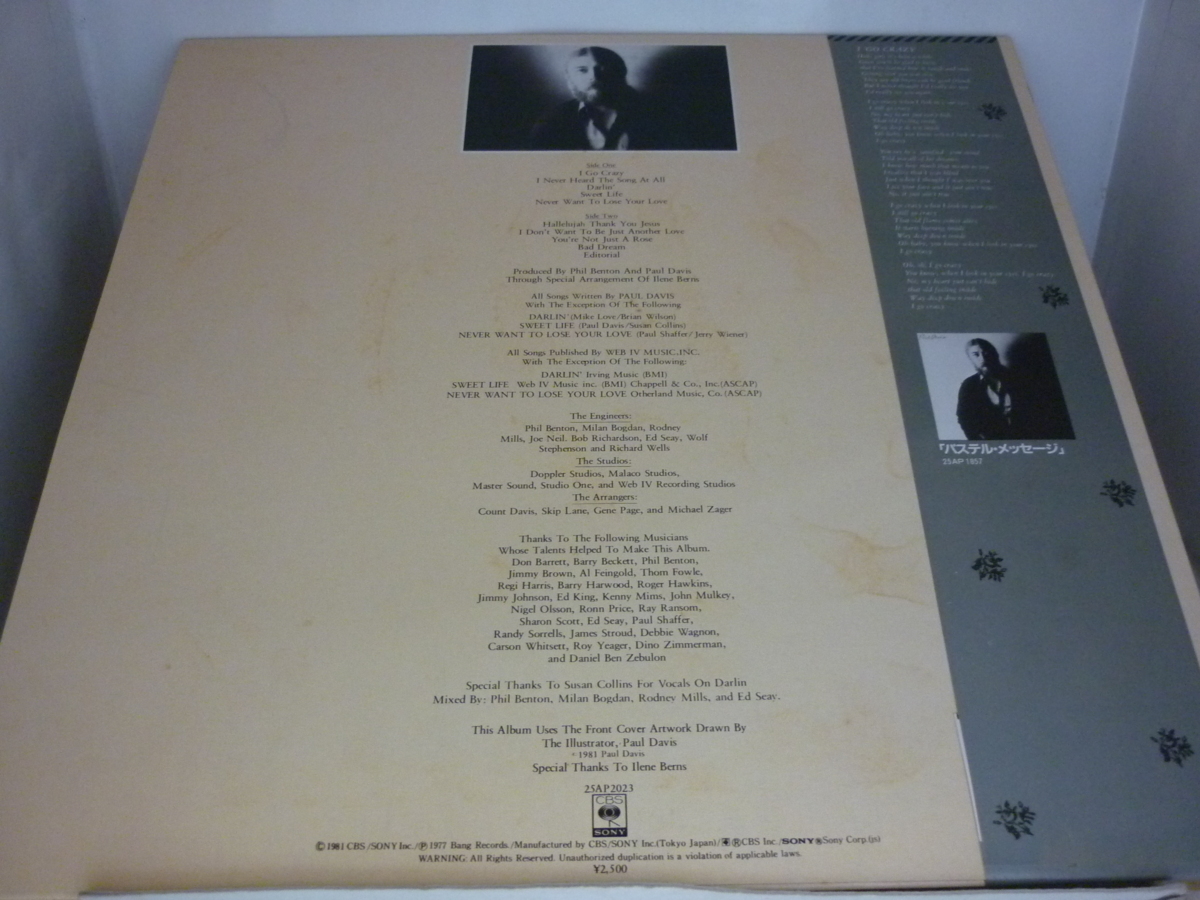 Side One
I Go Crazy
I Never Heard The Song At All
Darlin'
Sweet Life
Never Want To Lose Your Love
Side Two
Hallelujah Thank You Jesus
I Don't Want To Be Just Another Love
You're Not Just A Rose
Bad Dream
Editorial
Produced By Phil Benton And Paul Davis
Through Special Arrangement Of Ilene Berns
All Songs Written By PAUL DAVIS
With The Exception Of The Following
DARLIN' (Mike Love/Brian Wilson)
SWEET LIFE (Paul Davis/Susan Collins)
NEVER WANT TO LOSE YOUR LOVE (Paul Shaffer/Jerry Wiener)
All Songs Published By WEB IV MUSIC.INC.
With The Exception Of The Following:
DARLIN' Irving Music (BMI)
SWEET LIFE Web IV Music inc. (BMI) Chappell & Co., Inc.(ASCAP)
NEVER WANT TO LOSE YOUR LOVE Otherland Music, Co.(ASCAP)
The Engineers:
Phil Benton, Milan Bogdan, Rodney
Mills, Joe Neil. Bob Richardson, Ed Seay, Wolf
Stephenson and Richard Wells
The Studios:
Doppler Studios, Malaco Studios,
Master Sound, Studio One, and Web IV Recording Studios
The Arrangers:
Count Davis, Skip Lane, Gene Page, and Michael Zager
Thanks To The Following Musicians
Whose Talents Helped To Make This Album.
Don Barrett, Barry Beckett, Phil Benton,
Jimmy Brown, Al Feingold, Thom Fowle,
Regi Harris, Barry Harwood, Roger Hawkins,
Jimmy Johnson, Ed King, Kenny Mims, John Mulkey,
Nigel Olsson, Ronn Price, Ray Ransom,
Sharon Scott, Ed Seay, Paul Shaffer,
Randy Sorrells, James Stroud, Debbie Wagnon,
Carson Whitsett, Roy Yeager, Dino Zimmerman,
and Daniel Ben Zebulon
Special Thanks To Susan Collins For Vocals On Darlin
Mixed By: Phil Benton, Milan Bogdan, Rodney Mills, and Ed Seay.
This Album Uses The Front Cover Artwork Drawn By
The Illustrator, Paul Davis
© 1981 Paul Davis
Special Thanks To Ilene Berns
25AP 2023
CBS
SONY
©1981 CBS/SONY Inc./Ⓟ 1977 Bang Records./Manufactured by CBS/SONY Inc.(Tokyo Japan)/®CBS Inc./SONY®Sony Corp.(ps)
WARNING: All Rights Reserved. Unauthorized duplication is a violation of applicable laws.
¥2,500
I GO CRAZY
『パステル・メッセージ』
25AP 1857